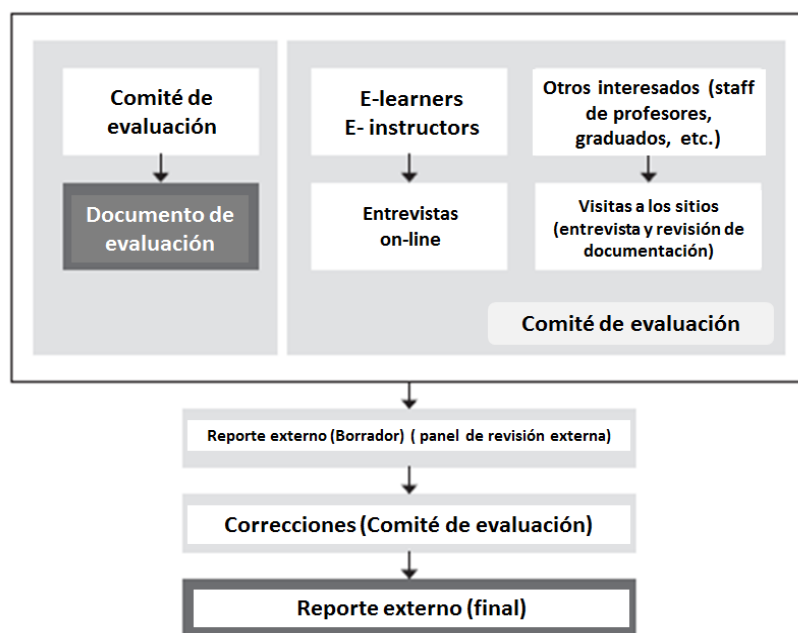 Comité de
evaluación
Documento de
evaluación
E-learners
E- instructors
Entrevistas
on-line
Otros interesados (staff
de profesores,
graduados, etc.)
Visitas a los sitios
(entrevista y revisión de
documentación)
Comité de evaluación
Reporte externo (Borrador) ( panel de revisión externa)
Correcciones (Comité de evaluación)
Reporte externo (final)